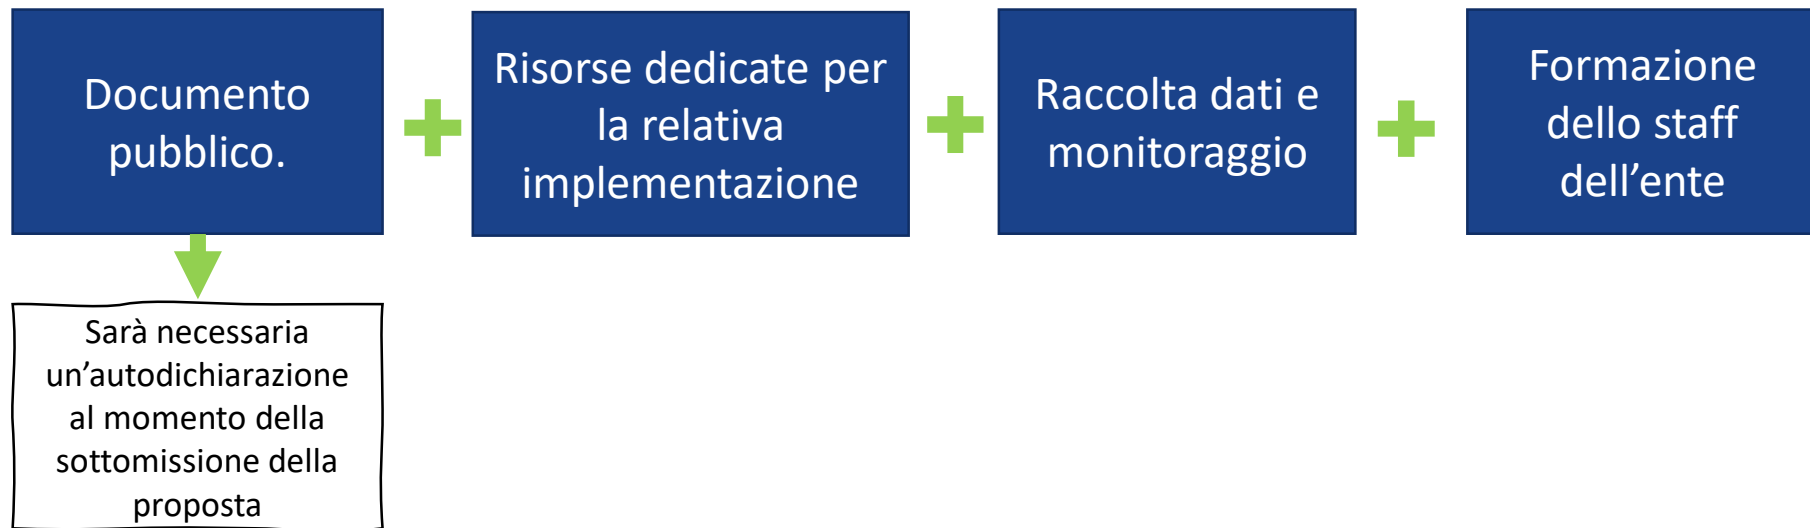 Documento
pubblico.
Risorse dedicate per
la relativa
implementazione
Raccolta dati e
monitoraggio
Formazione
dello staff
dell’ente
Sarà necessaria
un’autodichiarazione
al momento della
sottomissione della
proposta